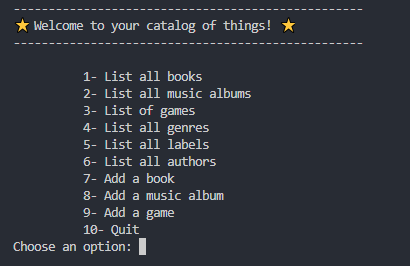 --------------------------------------------------
⭐ Welcome to your catalog of things! ⭐
--------------------------------------------------
1- List all books
2- List all music albums
3- List of games
4- List all genres
5- List all labels
6- List all authors
7- Add a book
8- Add a music album
9- Add a game
10- Quit
Choose an option: